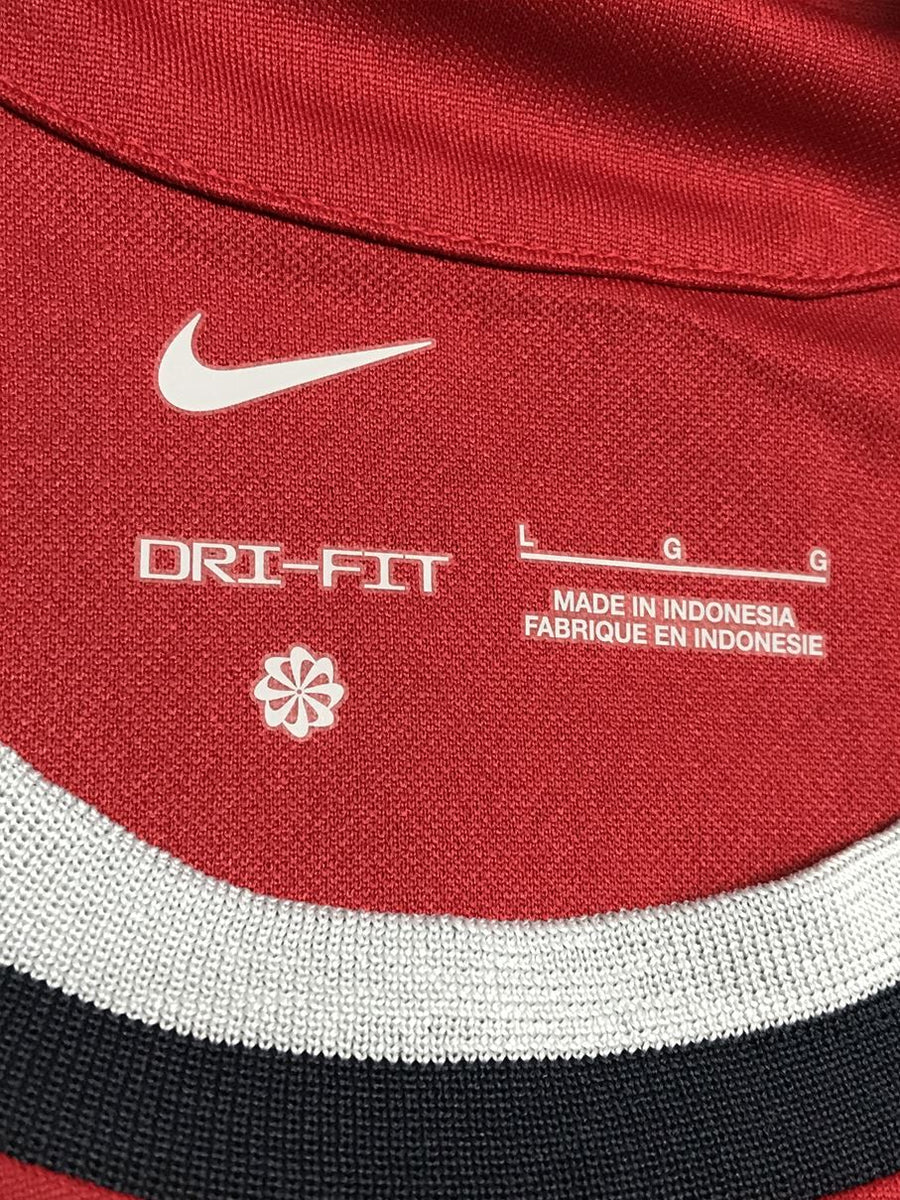 DRI-FIT
L G G
MADE IN INDONESIA
FABRIQUE EN INDONESIE